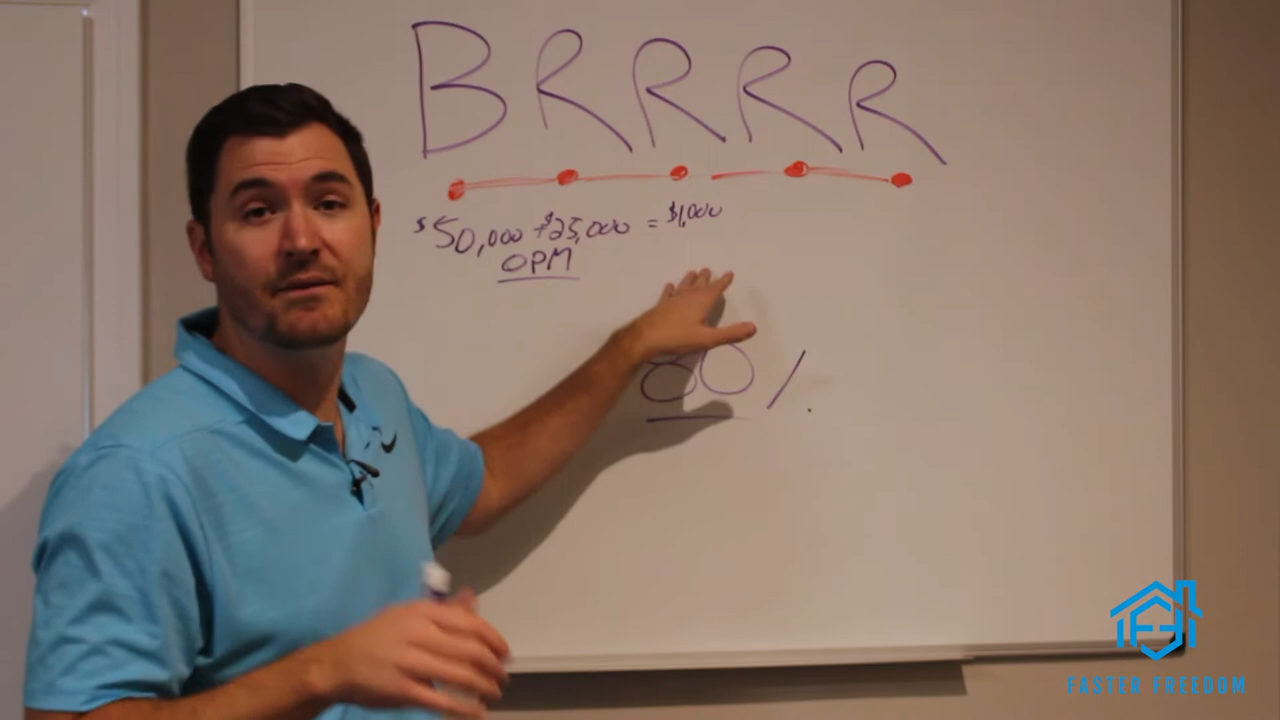 BRRRR
$50,000 + $25,000 = $1,000
OPM
80%
FASTER FREEDOM